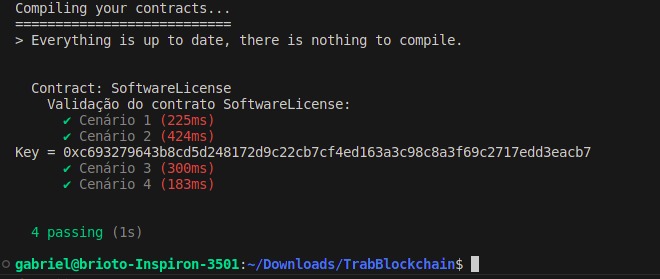 Compiling your contracts...
===========================
> Everything is up to date, there is nothing to compile.
Contract: SoftwareLicense
Validação do contrato SoftwareLicense:
✔ Cenário 1 (225ms)
✔ Cenário 2 (424ms)
Key = 0xc693279643b8cd5d248172d9c22cb7cf4ed163a3c98c8a3f69c2717edd3eacb7
✔ Cenário 3 (300ms)
✔ Cenário 4 (183ms)
4 passing (1s)
gabriel@brioto-Inspiron-3501:~/Downloads/TrabBlockchain$